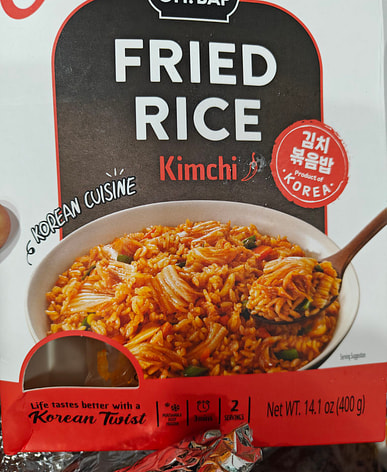 FRIED
RICE
Kimchi
김치
볶음밥
Product of
KOREA
KOREAN CUISINE
Serving Suggestion
Life tastes better with a
Korean Twist
2
SERVINGS
Net WT. 14.1 oz (400 g)